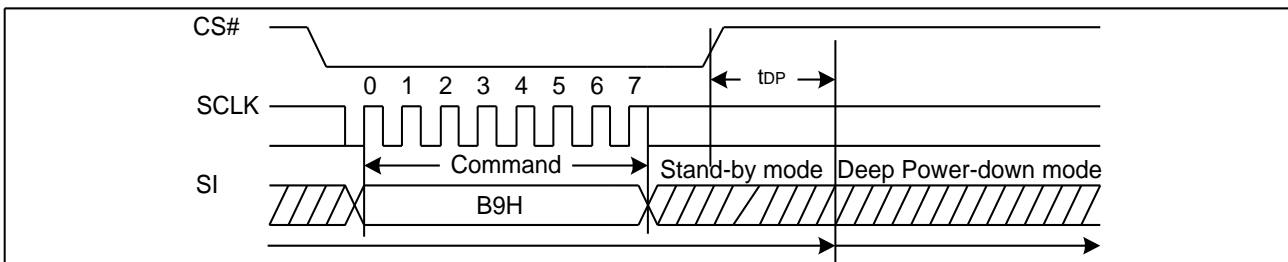 CS#
tDP
0 1 2 3 4 5 6 7
SCLK
Command
Stand-by mode Deep Power-down mode
SI
B9H